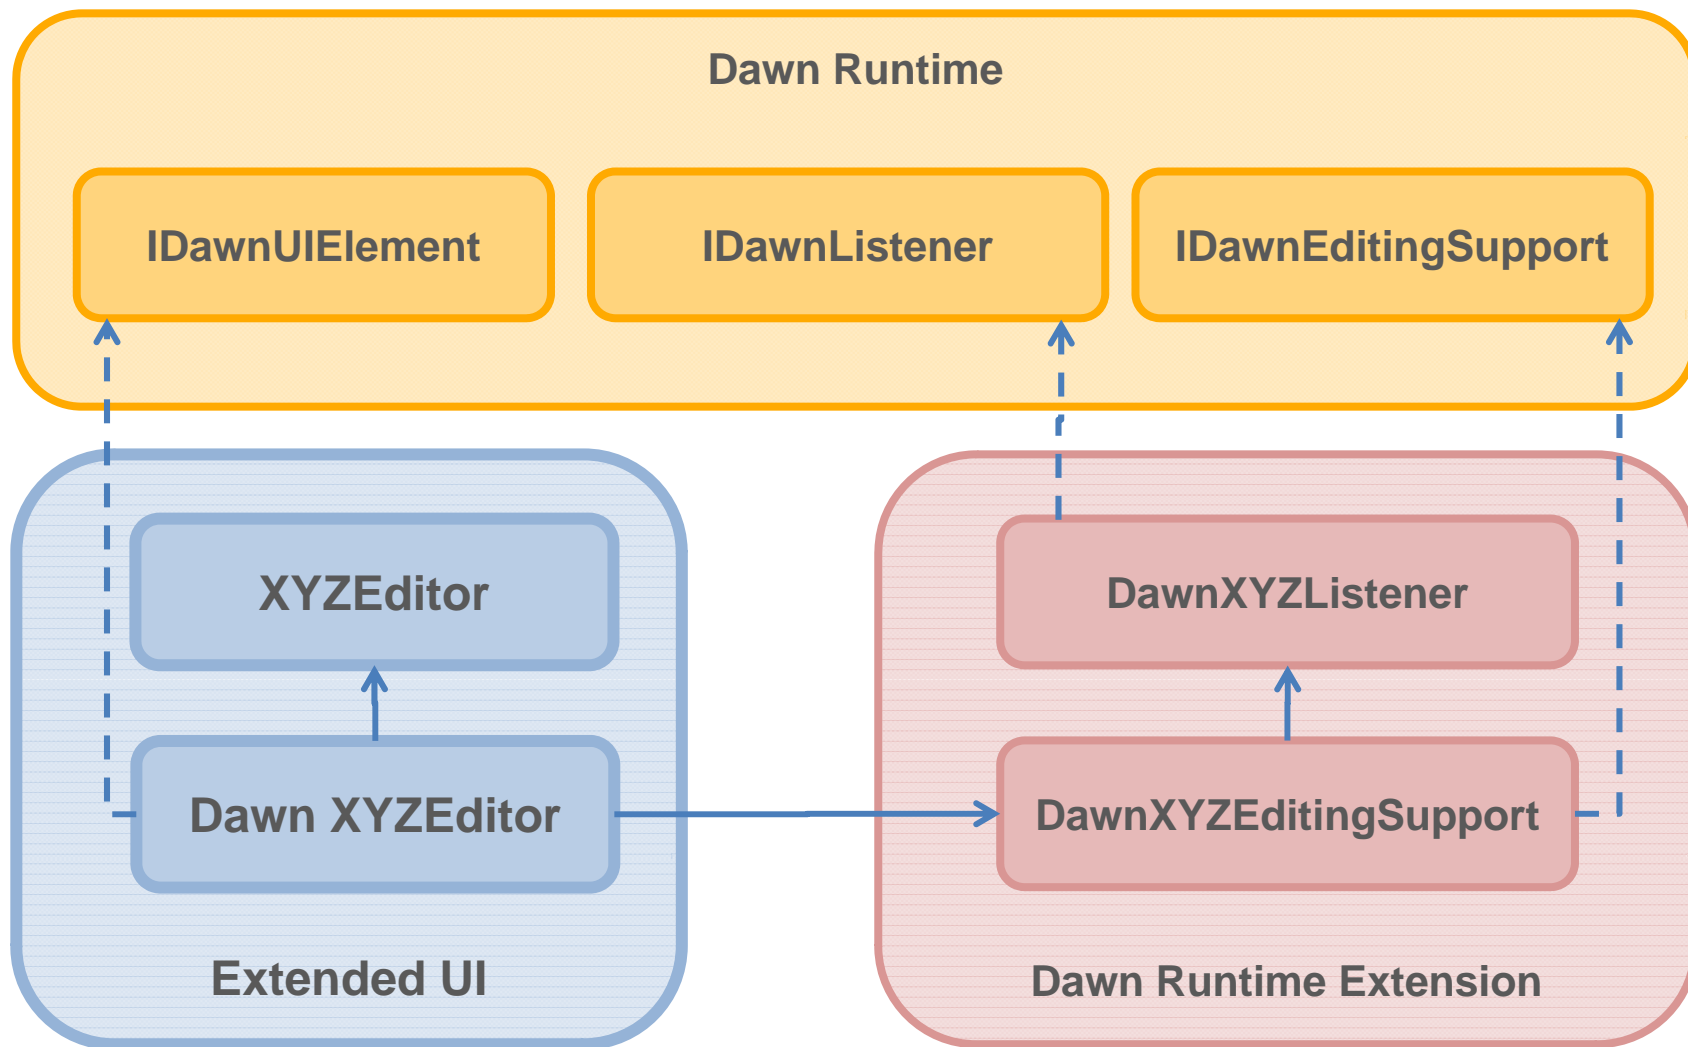 Dawn Runtime
IDawnUIElement
IDawnListener
IDawnEditingSupport
XYZEditor
DawnXYZListener
Dawn XYZEditor
DawnXYZEditingSupport
Extended UI
Dawn Runtime Extension